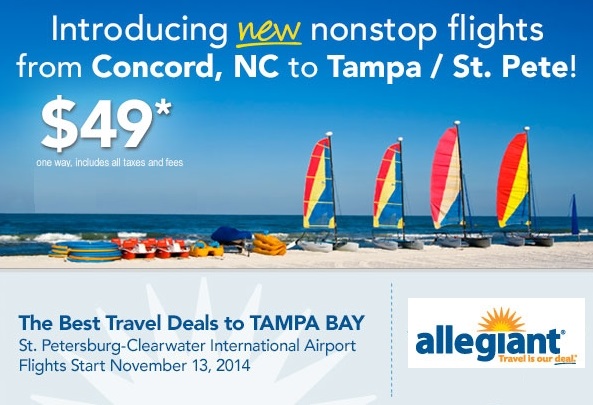 Introducing new nonstop flights
from Concord, NC to Tampa / St. Pete!
$49*
one way, includes all taxes and fees
The Best Travel Deals to TAMPA BAY
St. Petersburg-Clearwater International Airport
Flights Start November 13, 2014
allegiant®
Travel is our deal.